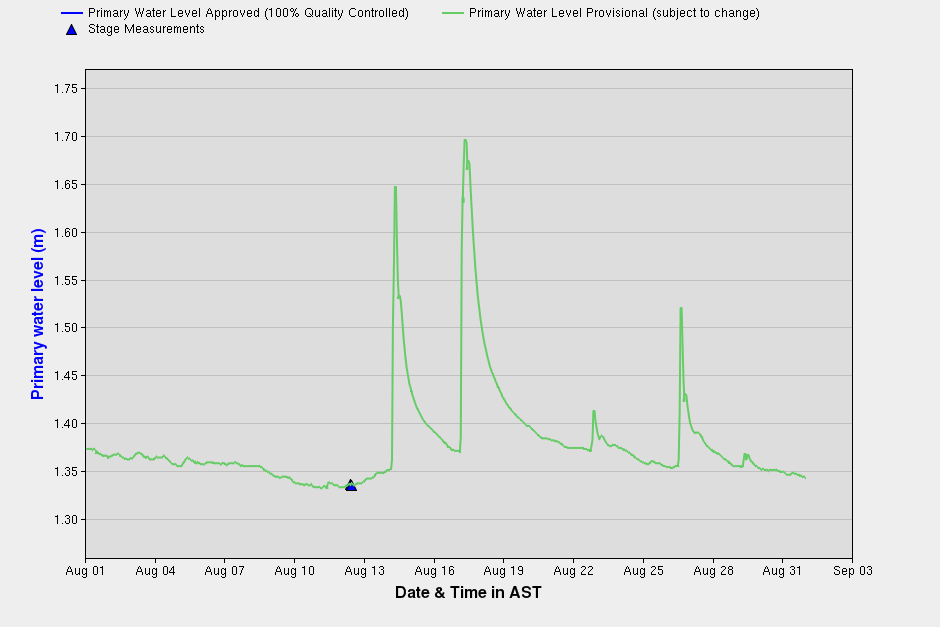 Primary Water Level Approved (100% Quality Controlled) Primary Water Level Provisional (subject to change)
Stage Measurements
1.75
1.70
1.65
1.60
1.55
1.50
1.45
1.40
1.35
1.30
Primary water level (m)
Aug 01 Aug 04 Aug 07 Aug 10 Aug 13 Aug 16 Aug 19 Aug 22 Aug 25 Aug 28 Aug 31 Sep 03
Date & Time in AST